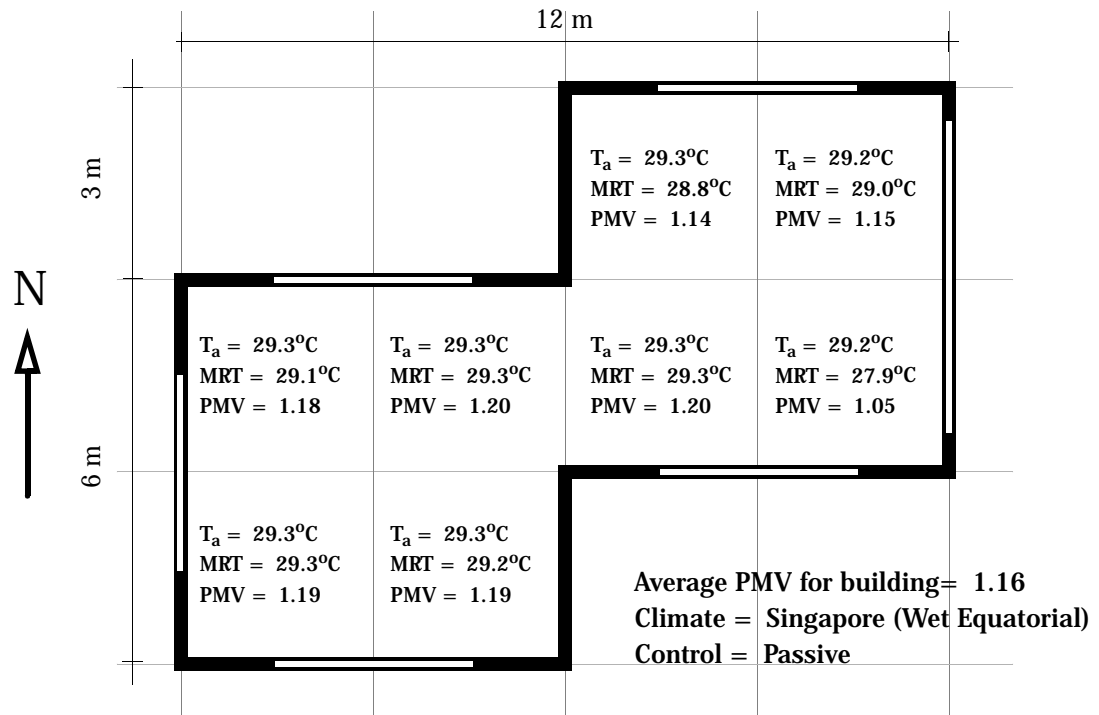 12 m
3 m
Tₐ = 29.3°C
MRT = 28.8°C
PMV = 1.14
Tₐ = 29.2°C
MRT = 29.0°C
PMV = 1.15
N
Tₐ = 29.3°C
MRT = 29.1°C
PMV = 1.18
Tₐ = 29.3°C
MRT = 29.3°C
PMV = 1.20
Tₐ = 29.3°C
MRT = 29.3°C
PMV = 1.20
Tₐ = 29.2°C
MRT = 27.9°C
PMV = 1.05
6 m
Tₐ = 29.3°C
MRT = 29.3°C
PMV = 1.19
Tₐ = 29.3°C
MRT = 29.2°C
PMV = 1.19
Average PMV for building= 1.16
Climate = Singapore (Wet Equatorial)
Control = Passive